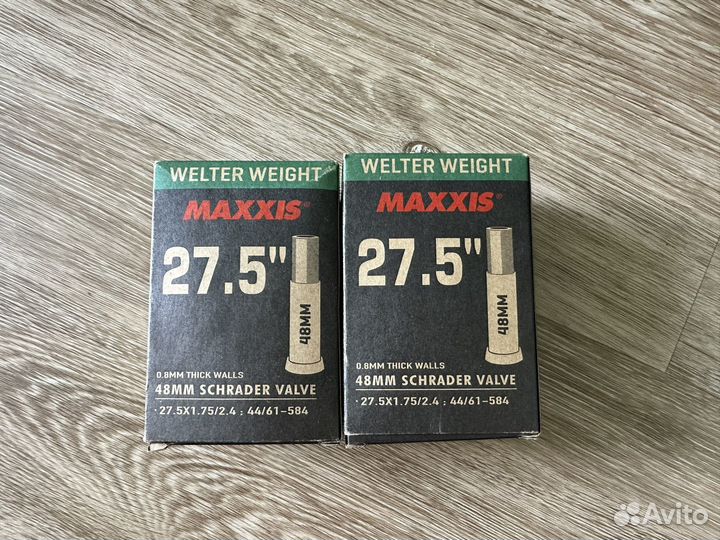 WELTER WEIGHT
MAXXIS®
27.5"
48MM
0.8MM THICK WALLS
48MM SCHRADER VALVE
· 27.5X1.75/2.4 ; 44/61-584
WELTER WEIGHT
MAXXIS®
27.5"
48MM
0.8MM THICK WALLS
48MM SCHRADER VALVE
· 27.5X1.75/2.4 ; 44/61-584
Avito